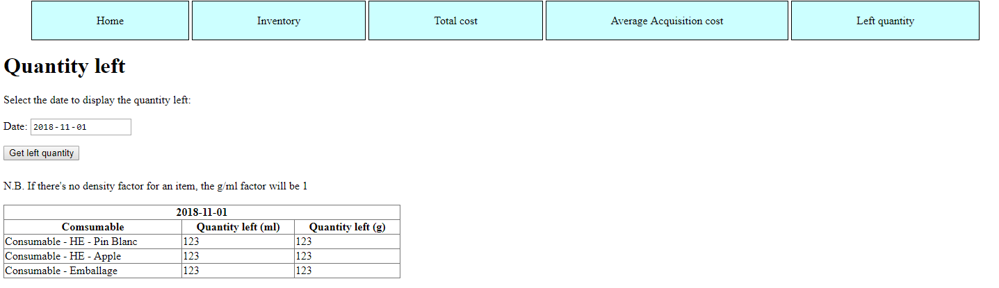 Home Inventory Total cost Average Acquisition cost Left quantity
Quantity left
Select the date to display the quantity left:
Date: 2018-11-01
Get left quantity
N.B. If there's no density factor for an item, the g/ml factor will be 1
2018-11-01
Comsumable Quantity left (ml) Quantity left (g)
Consumable - HE - Pin Blanc 123 123
Consumable - HE - Apple 123 123
Consumable - Emballage 123 123